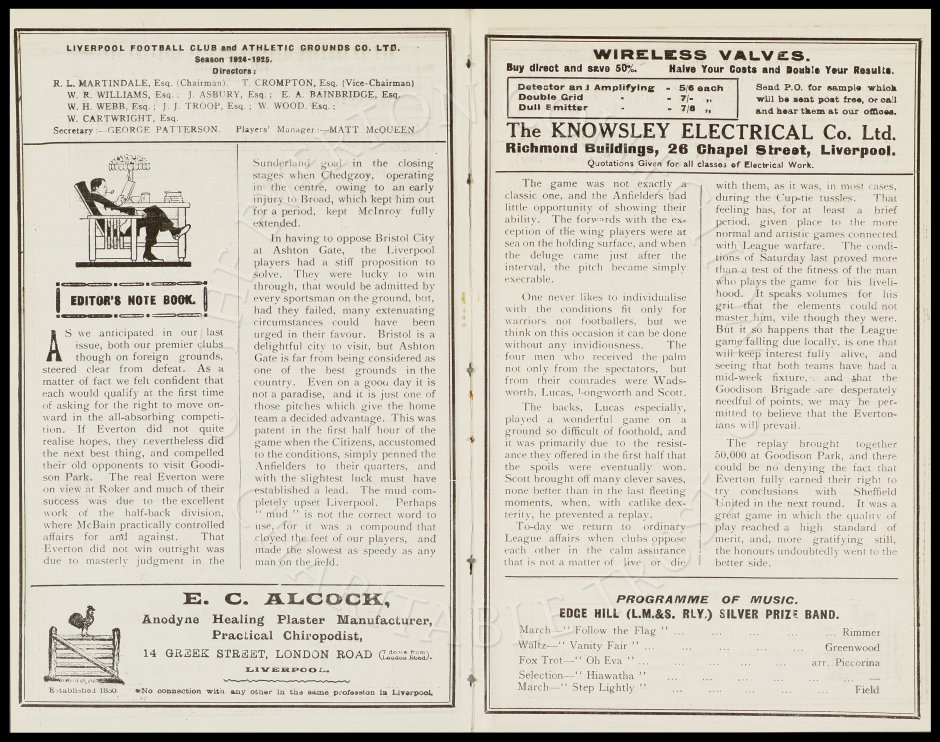 LIVERPOOL FOOTBALL CLUB and ATHLETIC GROUNDS CO. LTD.
Season 1924-1925.
Directors:
R. L. MARTINDALE, Esq. (Chairman). T. CROMPTON, Esq. (Vice-Chairman)
W. R. WILLIAMS, Esq.; J. ASBURY, Esq.; E. A. BAINBRIDGE, Esq.
W. H. WEBB, Esq.; J. J. TROOP, Esq.; W. WOOD, Esq.;
W. CARTWRIGHT, Esq.
Secretary:—GEORGE PATTERSON. Players' Manager:—MATT McQUEEN
EDITOR'S NOTE BOOK.
AS we anticipated in our last
issue, both our premier clubs
though on foreign grounds,
steered clear from defeat. As a
matter of fact we felt confident that
each would qualify at the first time
of asking for the right to move on-
ward in the all-absorbing competi-
tion. If Everton did not quite
realise hopes, they nevertheless did
the next best thing, and compelled
their old opponents to visit Goodi-
son Park. The real Everton were
on view at Roker and much of their
success was due to the excellent
work of the half-back division,
where McBain practically controlled
affairs for and against. That
Everton did not win outright was
due to masterly judgment in the
Sunderland goal in the closing
stages when Chedgzoy, operating
in the centre, owing to an early
injury to Broad, which kept him out
for a period, kept McInroy fully
extended.
In having to oppose Bristol City
at Ashton Gate, the Liverpool
players had a stiff proposition to
solve. They were lucky to win
through, that would be admitted by
every sportsman on the ground, but,
had they failed, many extenuating
circumstances could have been
urged in their favour. Bristol is a
delightful city to visit, but Ashton
Gate is far from being considered as
one of the best grounds in the
country. Even on a good day it is
not a paradise, and it is just one of
those pitches which give the home
team a decided advantage. This was
patent in the first half hour of the
game when the Citizens, accustomed
to the conditions, simply penned the
Anfielders to their quarters, and
with the slightest luck must have
established a lead. The mud com-
pletely upset Liverpool. Perhaps
"mud" is not the correct word to
use, for it was a compound that
cloyed the feet of our players, and
made the slowest as speedy as any
man on the field.
E. C. ALCOCK,
Anodyne Healing Plaster Manufacturer,
Practical Chiropodist,
14 GREEK STREET, LONDON ROAD (7 doors from London Road).
LIVERPOOL.
Established 1850. *No connection with any other in the same profession in Liverpool.
WIRELESS VALVES.
Buy direct and save 50%. Halve Your Costs and Double Your Results.
Detector and Amplifying - 5/6 each
Double Grid - - 7/- „
Dull Emitter - - 7/6 „
Send P.O. for sample which
will be sent post free, or call
and hear them at our offices.
The KNOWSLEY ELECTRICAL Co. Ltd.
Richmond Buildings, 26 Chapel Street, Liverpool.
Quotations Given for all classes of Electrical Work.
The game was not exactly a
classic one, and the Anfielders had
little opportunity of showing their
ability. The forwards with the ex-
ception of the wing players were at
sea on the holding surface, and when
the deluge came just after the
interval, the pitch became simply
execrable.
One never likes to individualise
with the conditions fit only for
warriors not footballers, but we
think on this occasion it can be done
without any invidiousness. The
four men who received the palm
not only from the spectators, but
from their comrades were Wads-
worth, Lucas, Longworth and Scott.
The backs, Lucas especially,
played a wonderful game on a
ground so difficult of foothold, and
it was primarily due to the resist-
ance they offered in the first half that
the spoils were eventually won.
Scott brought off many clever saves,
none better than in the last fleeting
moments, when, with catlike dex-
terity, he prevented a replay.
To-day we return to ordinary
League affairs when clubs oppose
each other in the calm assurance
that is not a matter of live or die
with them, as it was, in most cases,
during the Cup-tie tussles. That
feeling has, for at least a brief
period, given place to the more
normal and artistic games connected
with League warfare. The condi-
tions of Saturday last proved more
than a test of the fitness of the man
who plays the game for his liveli-
hood. It speaks volumes for his
grit that the elements could not
master him, vile though they were.
But it so happens that the League
game falling due locally, is one that
will keep interest fully alive, and
seeing that both teams have had a
mid-week fixture, and that the
Goodison Brigade are desperately
needful of points, we may be per-
mitted to believe that the Everton-
ians will prevail.
The replay brought together
50,000 at Goodison Park, and there
could be no denying the fact that
Everton fully earned their right to
try conclusions with Sheffield
United in the next round. It was a
great game in which the quality of
play reached a high standard of
merit, and, more gratifying still,
the honours undoubtedly went to the
better side.
PROGRAMME OF MUSIC.
EDGE HILL (L.M.&S. RLY.) SILVER PRIZE BAND.
March—"Follow the Flag" ... ... ... ... Rimmer
Waltz—"Vanity Fair" ... ... ... ... Greenwood
Fox Trot—"Oh Eva" ... ... ... ... arr. Piccorina
Selection—"Hiawatha" ... ... ... ... ... —
March—"Step Lightly" ... ... ... ... Field